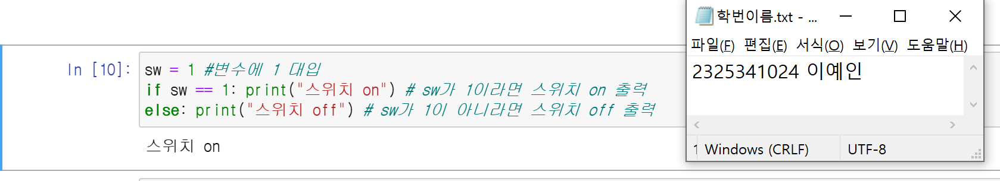 In [10]:
sw = 1 #변수에 1 대입
if sw == 1: print("스위치 on") # sw가 1이라면 스위치 on 출력
else: print("스위치 off") # sw가 1이 아니라면 스위치 off 출력
스위치 on
학번이름.txt - ...
파일(F) 편집(E) 서식(O) 보기(V) 도움말(H)
2325341024 이예인
1 Windows (CRLF) UTF-8